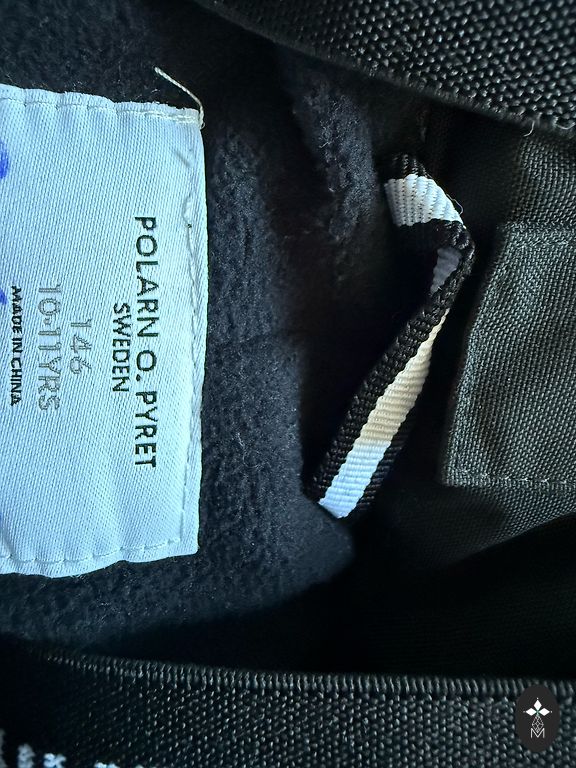 POLARN O. PYRET
SWEDEN
146
10-11YRS
MADE IN CHINA